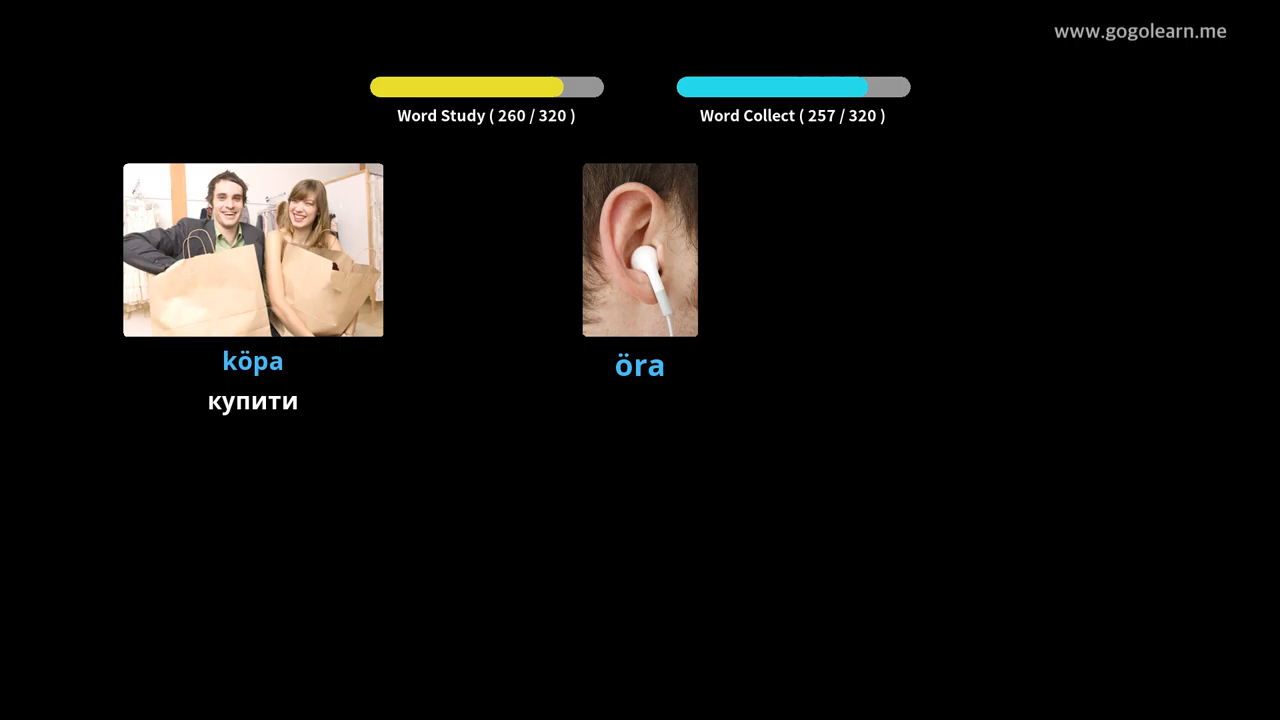 www.gogolearn.me
Word Study ( 260 / 320 )
Word Collect ( 257 / 320 )
köpa
купити
öra